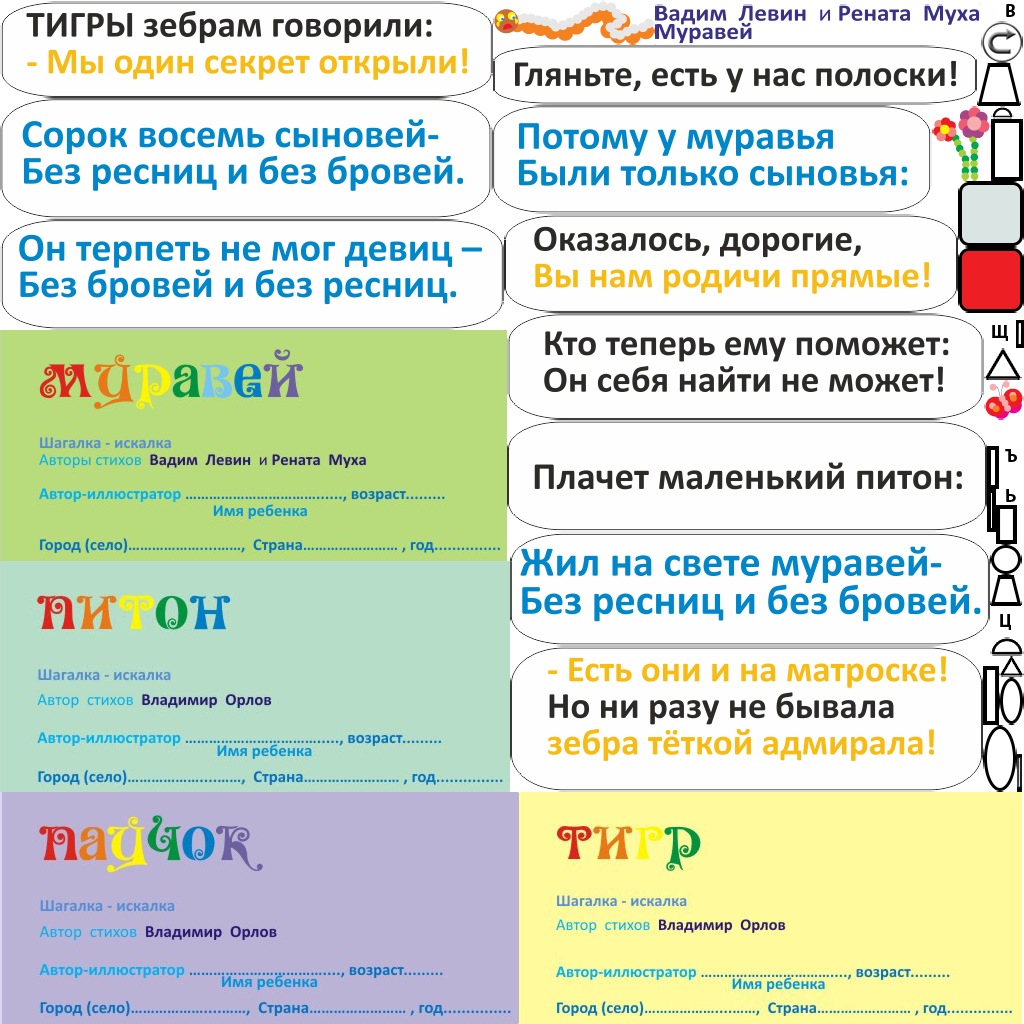 ТИГРЫ зебрам говорили:
- Мы один секрет открыли!
Вадим Левин и Рената Муха
Муравей
В
Гляньте, есть у нас полоски!
Сорок восемь сыновей-
Без ресниц и без бровей.
Потому у муравья
Были только сыновья:
Он терпеть не мог девиц –
Без бровей и без ресниц.
Оказалось, дорогие,
Вы нам родичи прямые!
Кто теперь ему поможет:
Он себя найти не может!
Щ
Плачет маленький питон:
Ъ
Ь
Жил на свете муравей-
Без ресниц и без бровей.
Ц
- Есть они и на матроске!
Но ни разу не бывала
зебра тёткой адмирала!
муравей
Шагалка - искалка
Авторы стихов Вадим Левин и Рената Муха
Автор-иллюстратор ………………………………......, возраст.........
Имя ребенка
Город (село)………………....……, Страна…………………… , год...............
питон
Шагалка - искалка
Автор стихов Владимир Орлов
Автор-иллюстратор ………………………………......, возраст.........
Имя ребенка
Город (село)………………....……, Страна…………………… , год...............
паучок
Шагалка - искалка
Автор стихов Владимир Орлов
Автор-иллюстратор ………………………………......, возраст.........
Имя ребенка
Город (село)………………....……, Страна…………………… , год...............
тигр
Шагалка - искалка
Автор стихов Владимир Орлов
Автор-иллюстратор ………………………………......, возраст.........
Имя ребенка
Город (село)………………....……, Страна…………………… , год...............